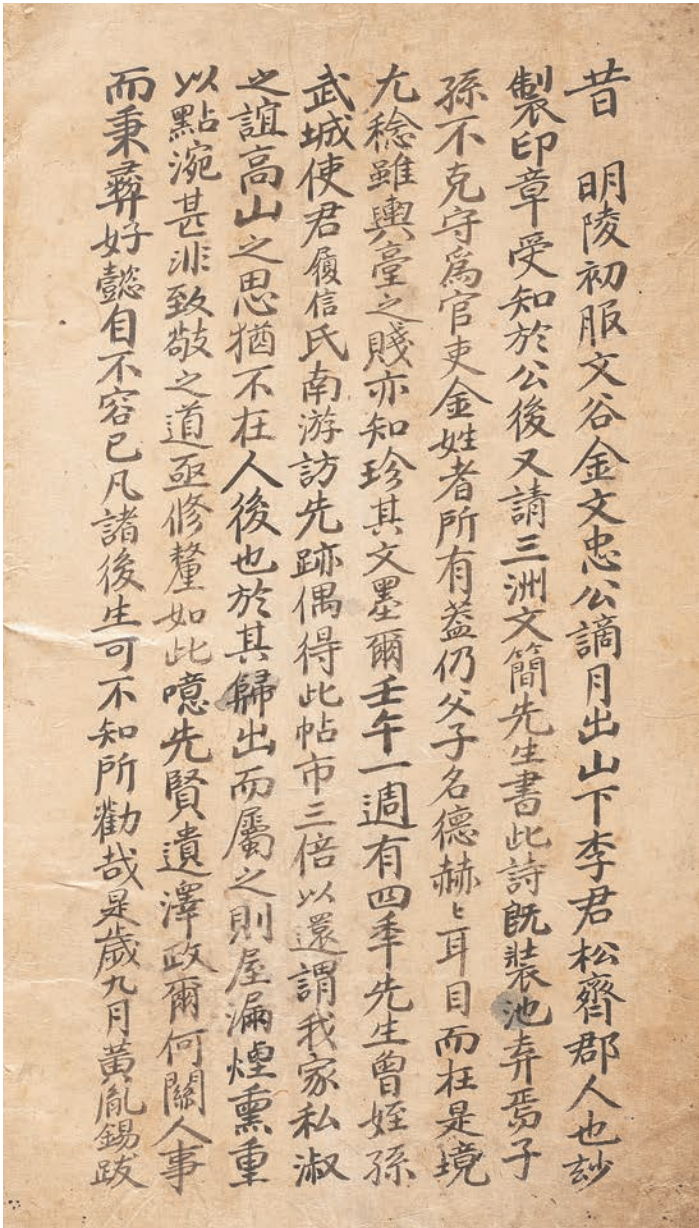 昔 明陵初服文谷金文忠公謫月出山下李君松齊郡人也玅
製印章受知於公後又請三洲文簡先生書此詩旣裝池弆焉子
孫不克守爲官吏金姓者所有葢仍父子名德赫〻耳目而在是境
尤稔雖輿臺之賤亦知珍其文墨爾壬午一週有四年先生曾姪孫
武城使君履信氏南游訪先跡偶得此帖市三倍以還謂我家私淑
之誼高山之思猶不在人後也於其歸出而屬之則屋漏煙熏重
以點涴甚非致敬之道亟修釐如此噫先賢遺澤政爾何關人事
而秉彛好懿自不容已凡諸後生可不知所勸哉是歲九月黃胤錫跋